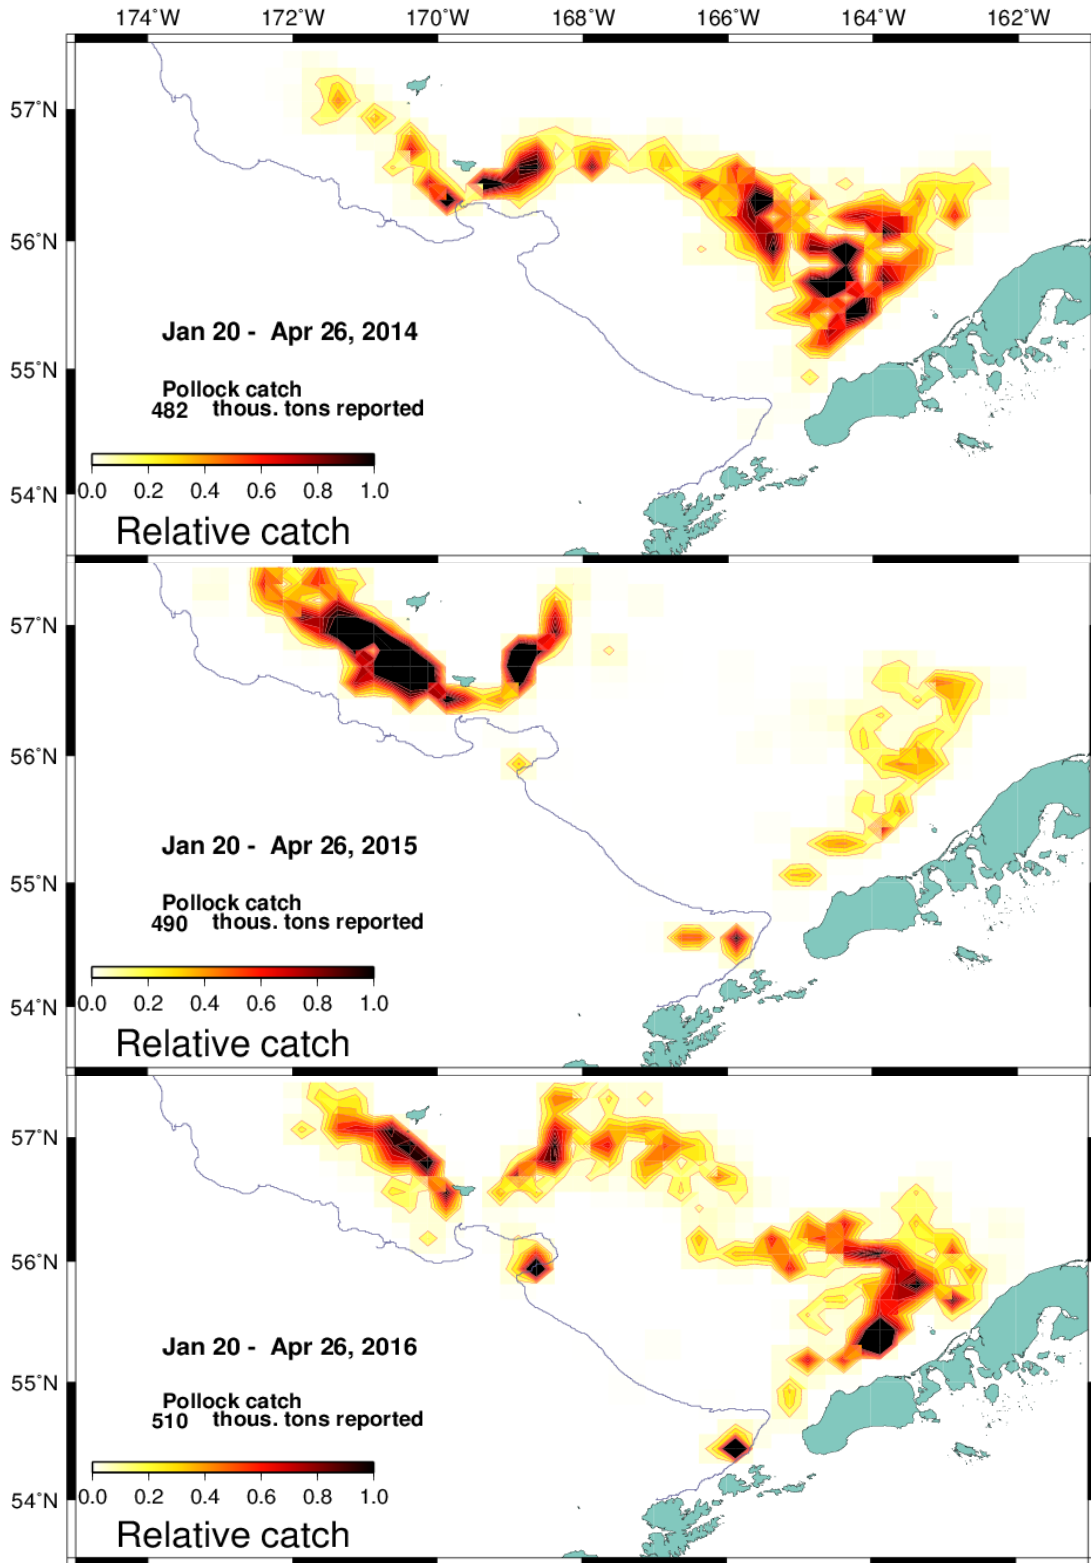 174°W 172°W 170°W 168°W 166°W 164°W 162°W
57°N
56°N
55°N
54°N
Jan 20 - Apr 26, 2014
Pollock catch
482 thous. tons reported
0.0 0.2 0.4 0.6 0.8 1.0
Relative catch
57°N
56°N
55°N
54°N
Jan 20 - Apr 26, 2015
Pollock catch
490 thous. tons reported
0.0 0.2 0.4 0.6 0.8 1.0
Relative catch
57°N
56°N
55°N
54°N
Jan 20 - Apr 26, 2016
Pollock catch
510 thous. tons reported
0.0 0.2 0.4 0.6 0.8 1.0
Relative catch